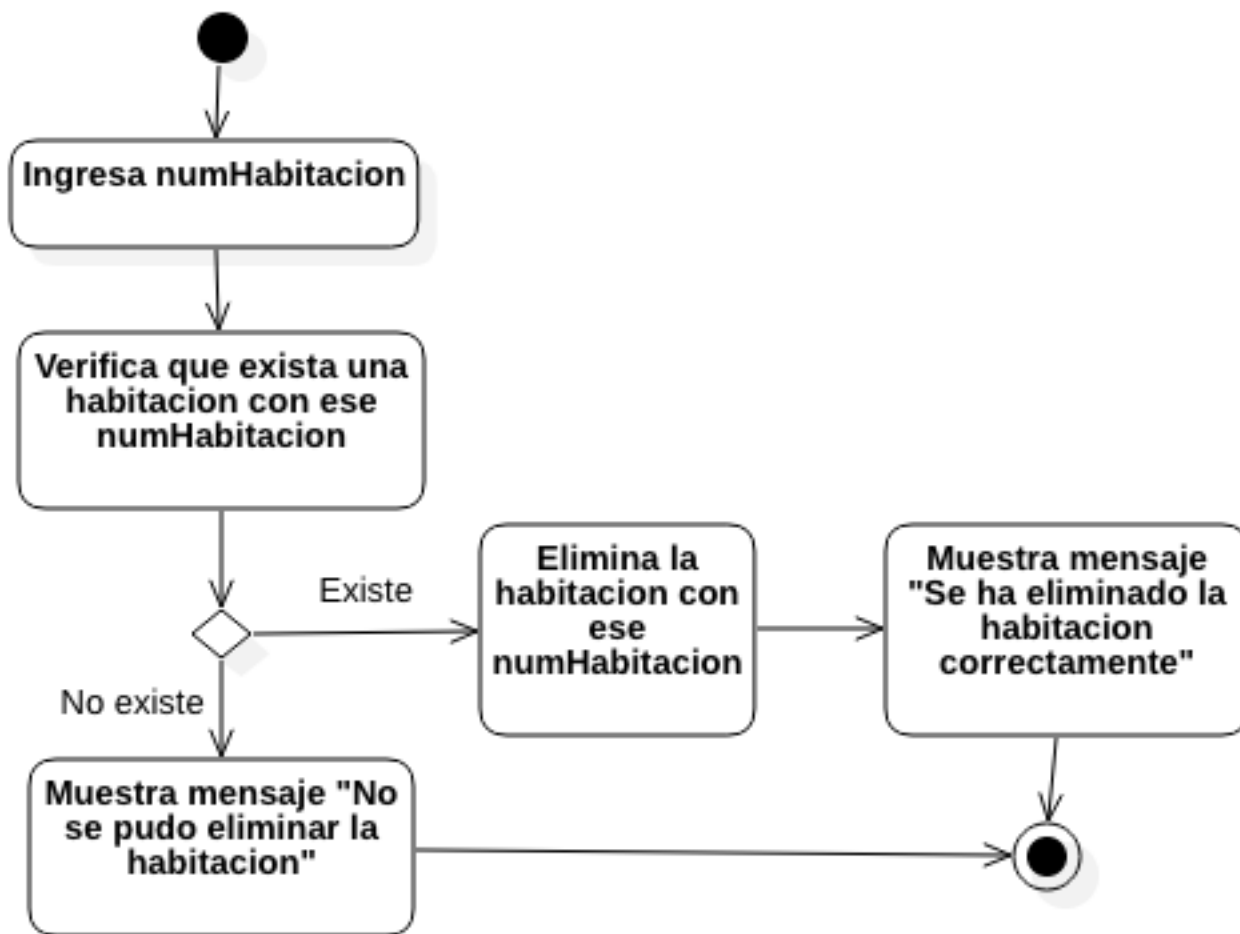 Ingresa numHabitacion
Verifica que exista una
habitacion con ese
numHabitacion
Existe
Elimina la
habitacion con
ese
numHabitacion
Muestra mensaje
"Se ha eliminado la
habitacion
correctamente"
No existe
Muestra mensaje "No
se pudo eliminar la
habitacion"